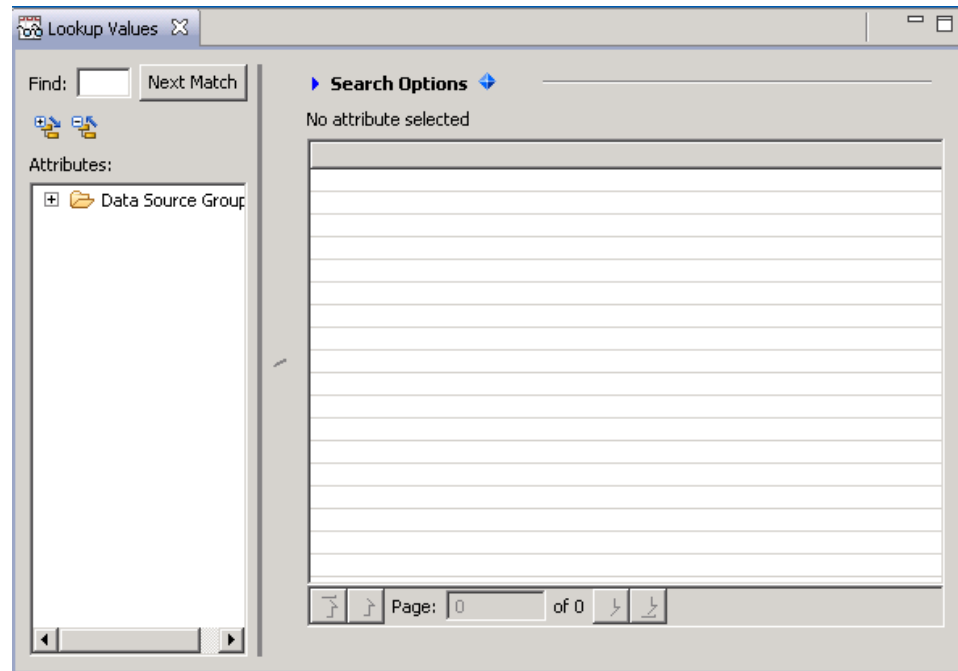 Lookup Values
Find:
Next Match
Attributes:
Data Source Group
Search Options
No attribute selected
Page: 0 of 0